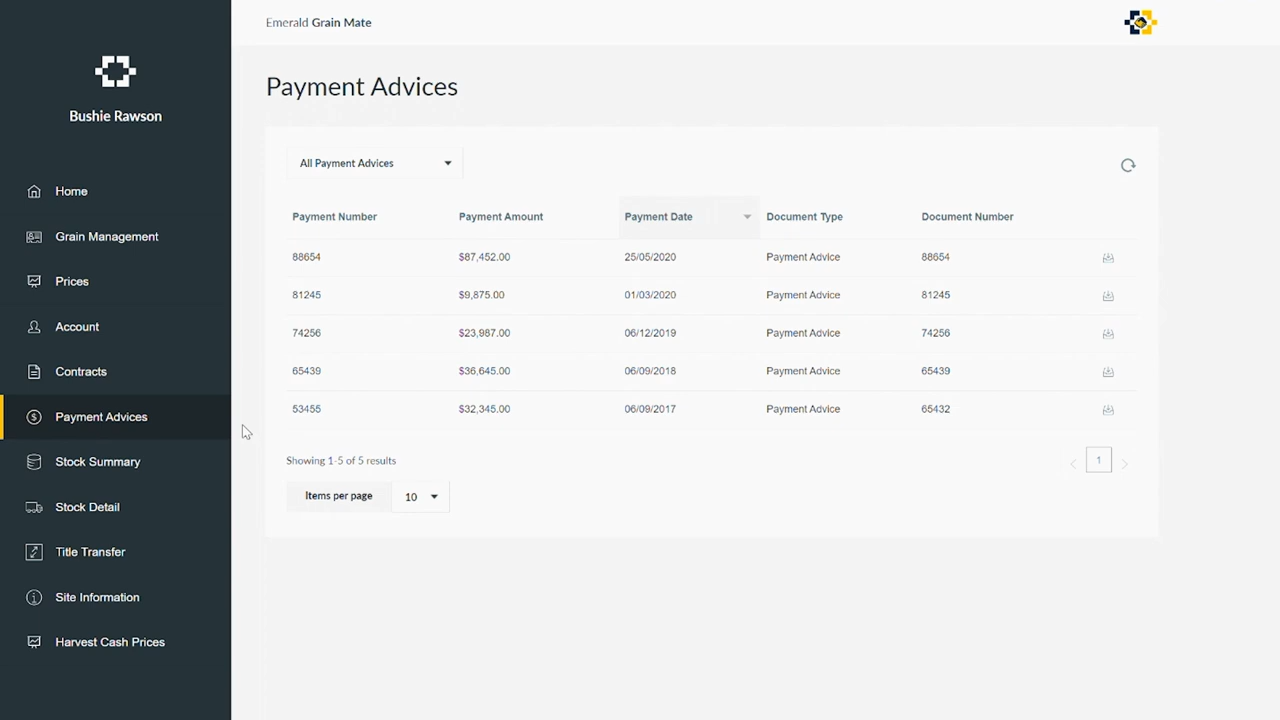 Emerald Grain Mate
Bushie Rawson
Home
Grain Management
Prices
Account
Contracts
Payment Advices
Stock Summary
Stock Detail
Title Transfer
Site Information
Harvest Cash Prices
Payment Advices
All Payment Advices
Payment Number Payment Amount Payment Date Document Type Document Number
88654 $87,452.00 25/05/2020 Payment Advice 88654
81245 $9,875.00 01/03/2020 Payment Advice 81245
74256 $23,987.00 06/12/2019 Payment Advice 74256
65439 $36,645.00 06/09/2018 Payment Advice 65439
53455 $32,345.00 06/09/2017 Payment Advice 65432
Showing 1-5 of 5 results
1
Items per page 10